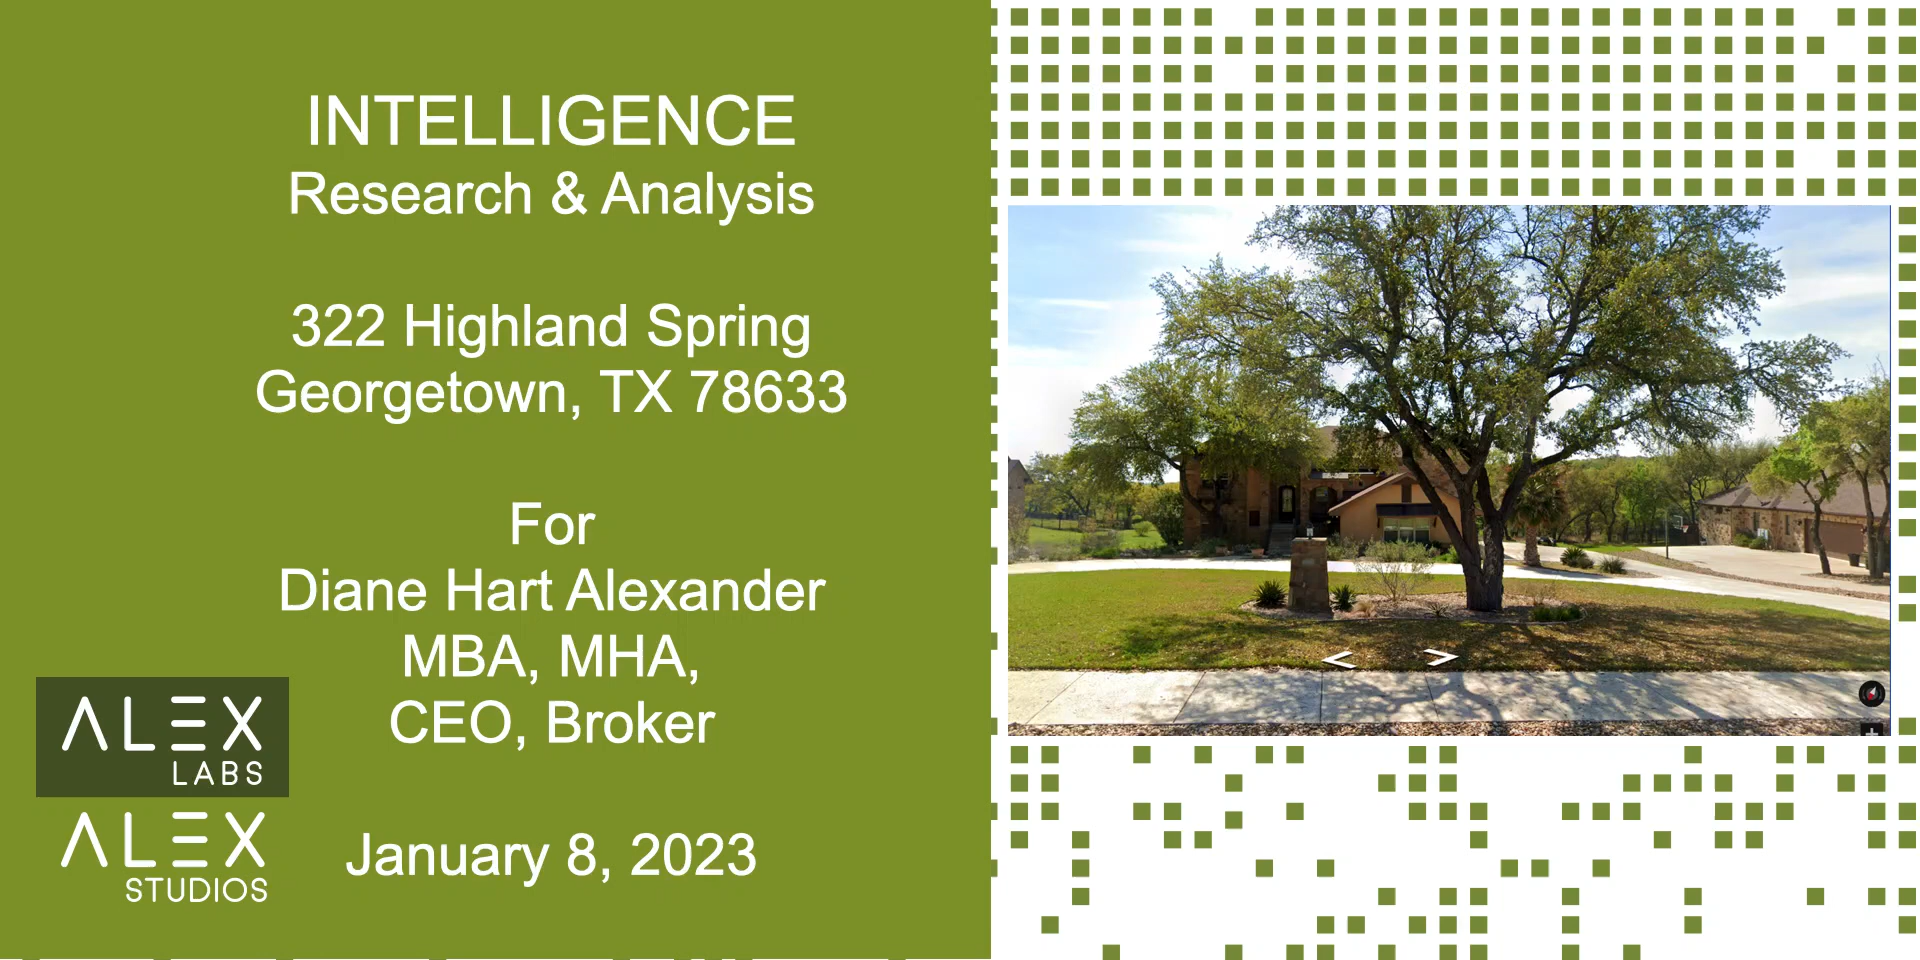 INTELLIGENCE
Research & Analysis
322 Highland Spring
Georgetown, TX 78633
For
Diane Hart Alexander
MBA, MHA,
CEO, Broker
January 8, 2023
ALEX
LABS
ALEX
STUDIOS